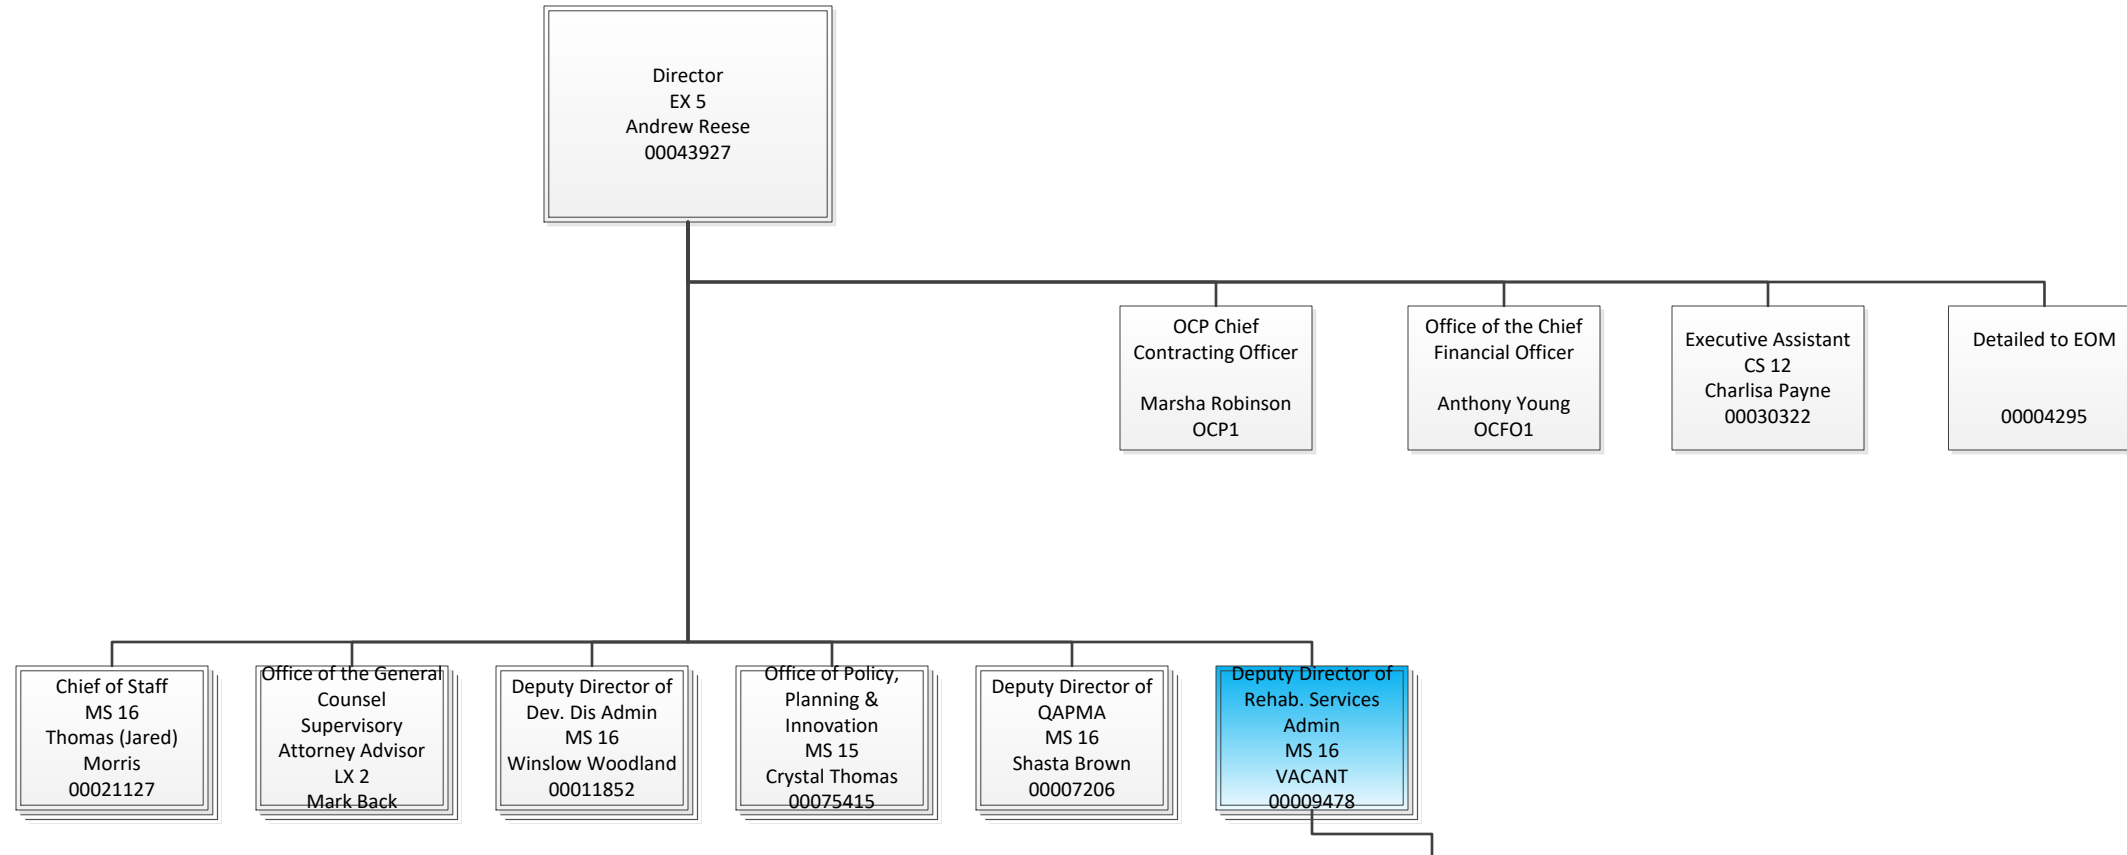 Director
EX 5
Andrew Reese
00043927
OCP Chief
Contracting Officer
Marsha Robinson
OCP1
Office of the Chief
Financial Officer
Anthony Young
OCFO1
Executive Assistant
CS 12
Charlisa Payne
00030322
Detailed to EOM
00004295
Chief of Staff
MS 16
Thomas (Jared)
Morris
00021127
Office of the General
Counsel
Supervisory
Attorney Advisor
LX 2
Mark Back
Deputy Director of
Dev. Dis Admin
MS 16
Winslow Woodland
00011852
Office of Policy,
Planning &
Innovation
MS 15
Crystal Thomas
00075415
Deputy Director of
QAPMA
MS 16
Shasta Brown
00007206
Deputy Director of
Rehab. Services
Admin
MS 16
VACANT
00009478